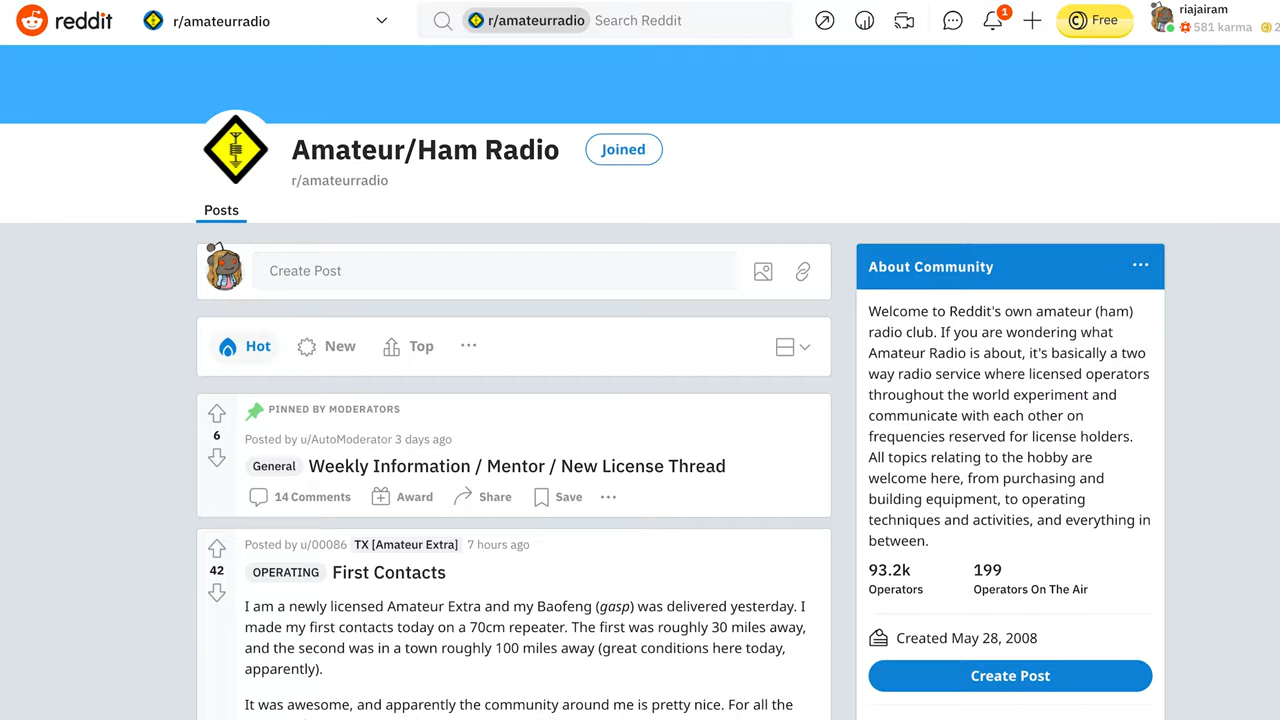 reddit
r/amateurradio
r/amateurradio Search Reddit
1
Free
riajairam
581 karma
Amateur/Ham Radio
Joined
r/amateurradio
Posts
Create Post
Hot
New
Top
PINNED BY MODERATORS
6
Posted by u/AutoModerator 3 days ago
General Weekly Information / Mentor / New License Thread
14 Comments Award Share Save
Posted by u/00086 TX [Amateur Extra] 7 hours ago
42
OPERATING First Contacts
I am a newly licensed Amateur Extra and my Baofeng (gasp) was delivered yesterday. I
made my first contacts today on a 70cm repeater. The first was roughly 30 miles away,
and the second was in a town roughly 100 miles away (great conditions here today,
apparently).
It was awesome, and apparently the community around me is pretty nice. For all the
About Community
Welcome to Reddit's own amateur (ham)
radio club. If you are wondering what
Amateur Radio is about, it's basically a two
way radio service where licensed operators
throughout the world experiment and
communicate with each other on
frequencies reserved for license holders.
All topics relating to the hobby are
welcome here, from purchasing and
building equipment, to operating
techniques and activities, and everything in
between.
93.2k
Operators
199
Operators On The Air
Created May 28, 2008
Create Post